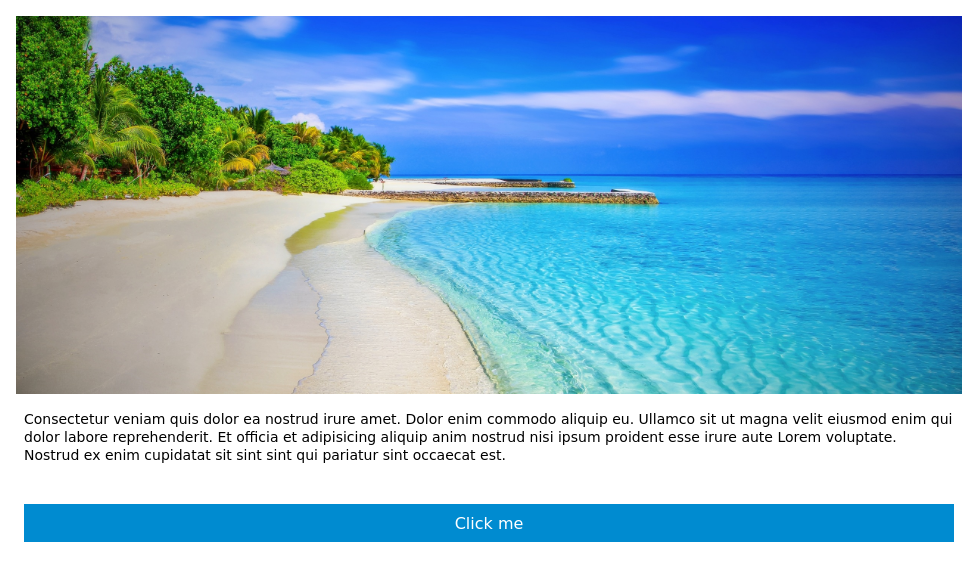 Consectetur veniam quis dolor ea nostrud irure amet. Dolor enim commodo aliquip eu. Ullamco sit ut magna velit eiusmod enim qui
dolor labore reprehenderit. Et officia et adipisicing aliquip anim nostrud nisi ipsum proident esse irure aute Lorem voluptate.
Nostrud ex enim cupidatat sit sint sint qui pariatur sint occaecat est.
Click me